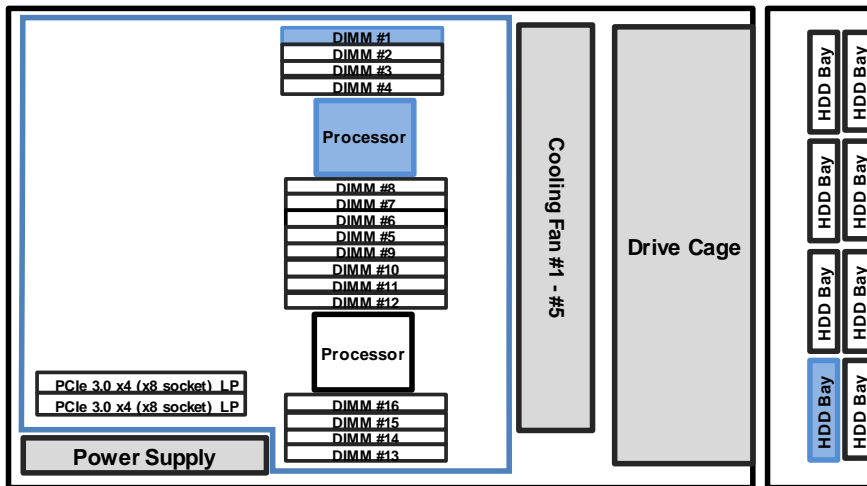 DIMM #1
DIMM #2
DIMM #3
DIMM #4
Processor
DIMM #8
DIMM #7
DIMM #6
DIMM #5
DIMM #9
DIMM #10
DIMM #11
DIMM #12
Processor
DIMM #16
DIMM #15
DIMM #14
DIMM #13
PCIe 3.0 x4 (x8 socket) LP
PCIe 3.0 x4 (x8 socket) LP
Power Supply
Cooling Fan #1 - #5
Drive Cage
HDD Bay
HDD Bay
HDD Bay
HDD Bay
HDD Bay
HDD Bay
HDD Bay
HDD Bay